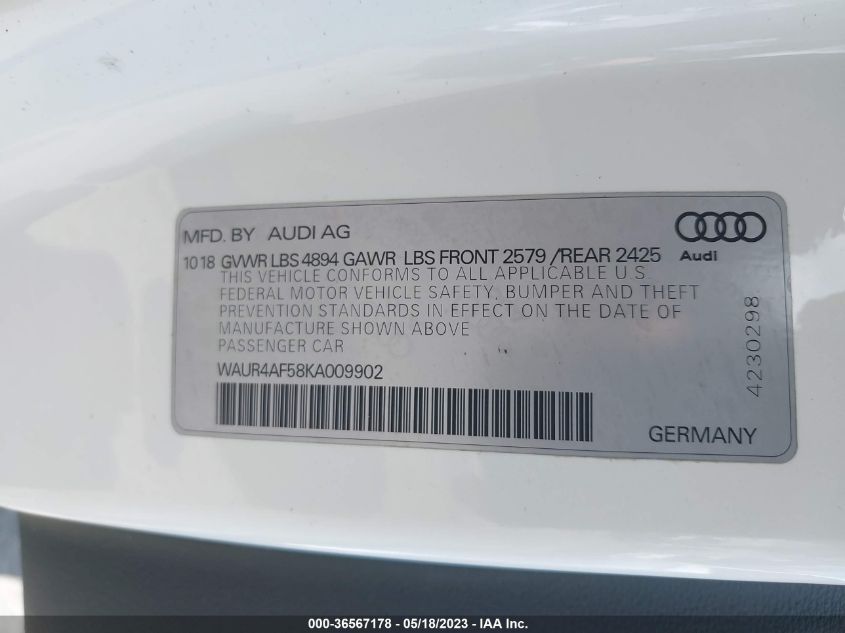 MFD. BY AUDI AG
10 18 GVWR LBS 4894 GAWR LBS FRONT 2579 /REAR 2425
Audi
THIS VEHICLE CONFORMS TO ALL APPLICABLE U.S.
FEDERAL MOTOR VEHICLE SAFETY, BUMPER AND THEFT
PREVENTION STANDARDS IN EFFECT ON THE DATE OF
MANUFACTURE SHOWN ABOVE
PASSENGER CAR
WAUR4AF58KA009902
4230298
GERMANY
000-36567178 - 05/18/2023 - IAA Inc.